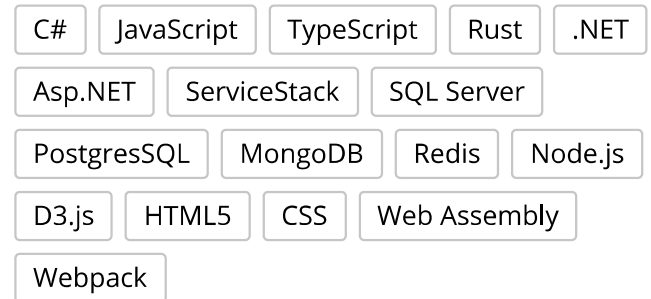 C# JavaScript TypeScript Rust .NET
Asp.NET ServiceStack SQL Server
PostgresSQL MongoDB Redis Node.js
D3.js HTML5 CSS Web Assembly
Webpack